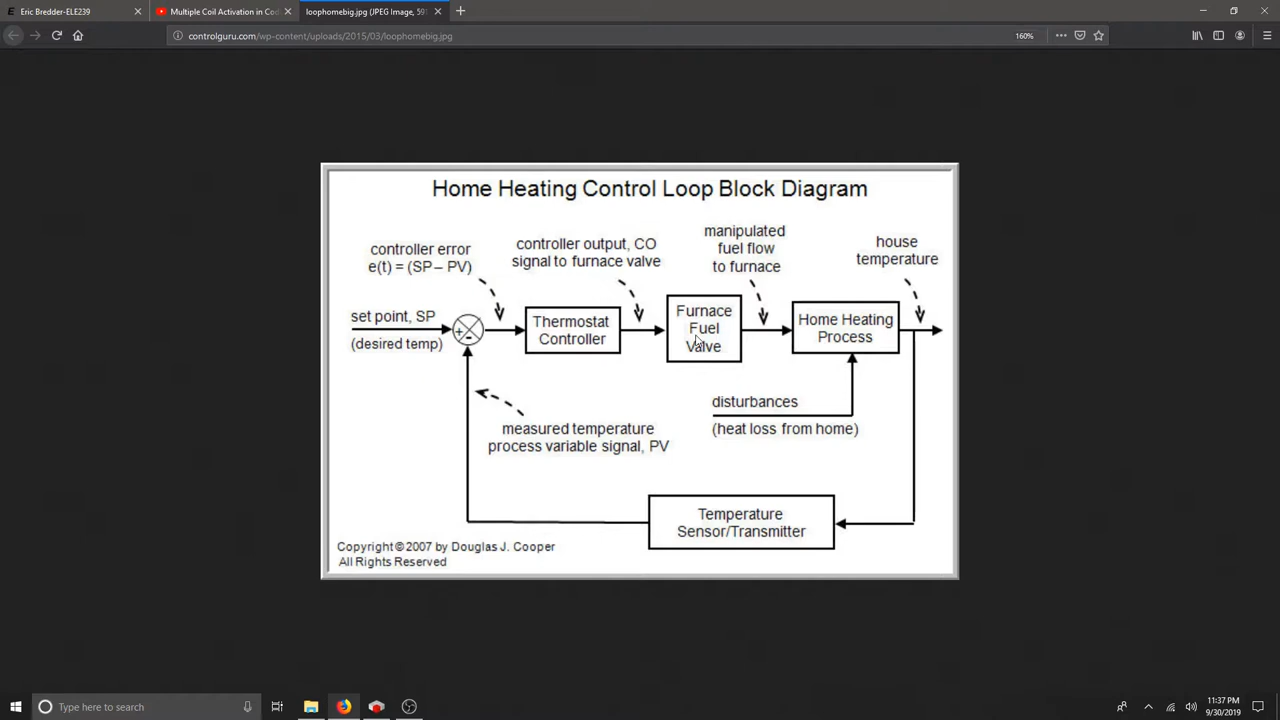 Eric Bredder-ELE239
Multiple Coil Activation in Cod
loophomebig.jpg (JPEG Image, 59
controlguru.com/wp-content/uploads/2015/03/loophomebig.jpg
160%
Home Heating Control Loop Block Diagram
controller error
e(t) = (SP – PV)
controller output, CO
signal to furnace valve
manipulated
fuel flow
to furnace
house
temperature
set point, SP
(desired temp)
+
-
Thermostat
Controller
Furnace
Fuel
Valve
Home Heating
Process
disturbances
(heat loss from home)
measured temperature
process variable signal, PV
Temperature
Sensor/Transmitter
Copyright © 2007 by Douglas J. Cooper
All Rights Reserved
Type here to search
11:37 PM
9/30/2019